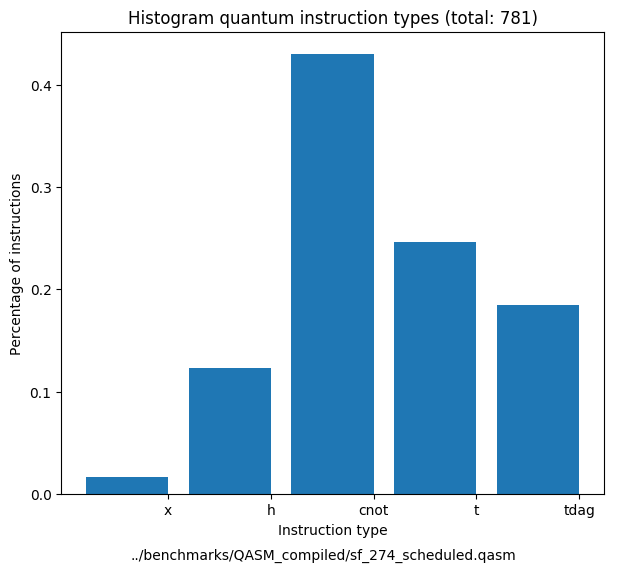 Histogram quantum instruction types (total: 781)
Percentage of instructions
0.4
0.3
0.2
0.1
0.0
x h cnot t tdag
Instruction type
../benchmarks/QASM_compiled/sf_274_scheduled.qasm